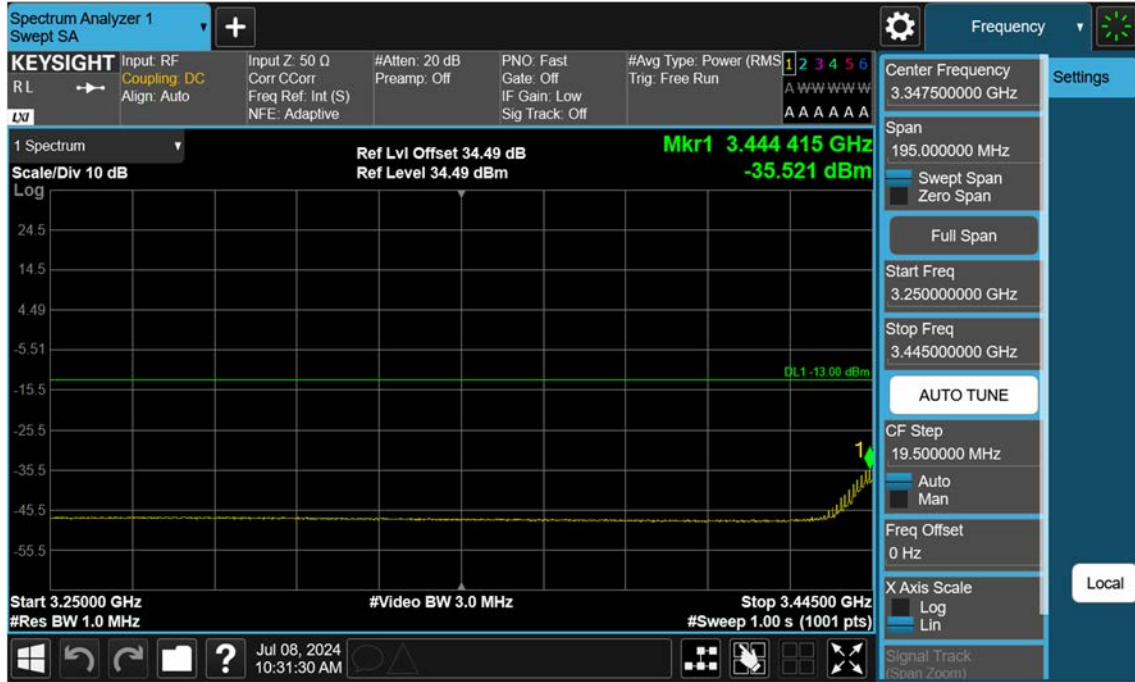 Spectrum Analyzer 1
Swept SA
Frequency
KEYSIGHT
R L
LXI
Input: RF
Coupling: DC
Align: Auto
Input Z: 50 Ω
Corr CCorr
Freq Ref: Int (S)
NFE: Adaptive
#Atten: 20 dB
Preamp: Off
PNO: Fast
Gate: Off
IF Gain: Low
Sig Track: Off
#Avg Type: Power (RMS
Trig: Free Run
1 2 3 4 5 6
A W W W W W
A A A A A A
1 Spectrum
Scale/Div 10 dB
Log
Ref Lvl Offset 34.49 dB
Ref Level 34.49 dBm
Mkr1 3.444 415 GHz
-35.521 dBm
24.5
14.5
4.49
-5.51
DL1 -13.00 dBm
-15.5
-25.5
1
-35.5
-45.5
-55.5
Start 3.25000 GHz
#Res BW 1.0 MHz
#Video BW 3.0 MHz
Stop 3.44500 GHz
#Sweep 1.00 s (1001 pts)
?
Jul 08, 2024
10:31:30 AM
Center Frequency
3.347500000 GHz
Span
195.000000 MHz
Swept Span
Zero Span
Full Span
Start Freq
3.250000000 GHz
Stop Freq
3.445000000 GHz
AUTO TUNE
CF Step
19.500000 MHz
Auto
Man
Freq Offset
0 Hz
X Axis Scale
Log
Lin
Signal Track
(Span Zoom)
Settings
Local